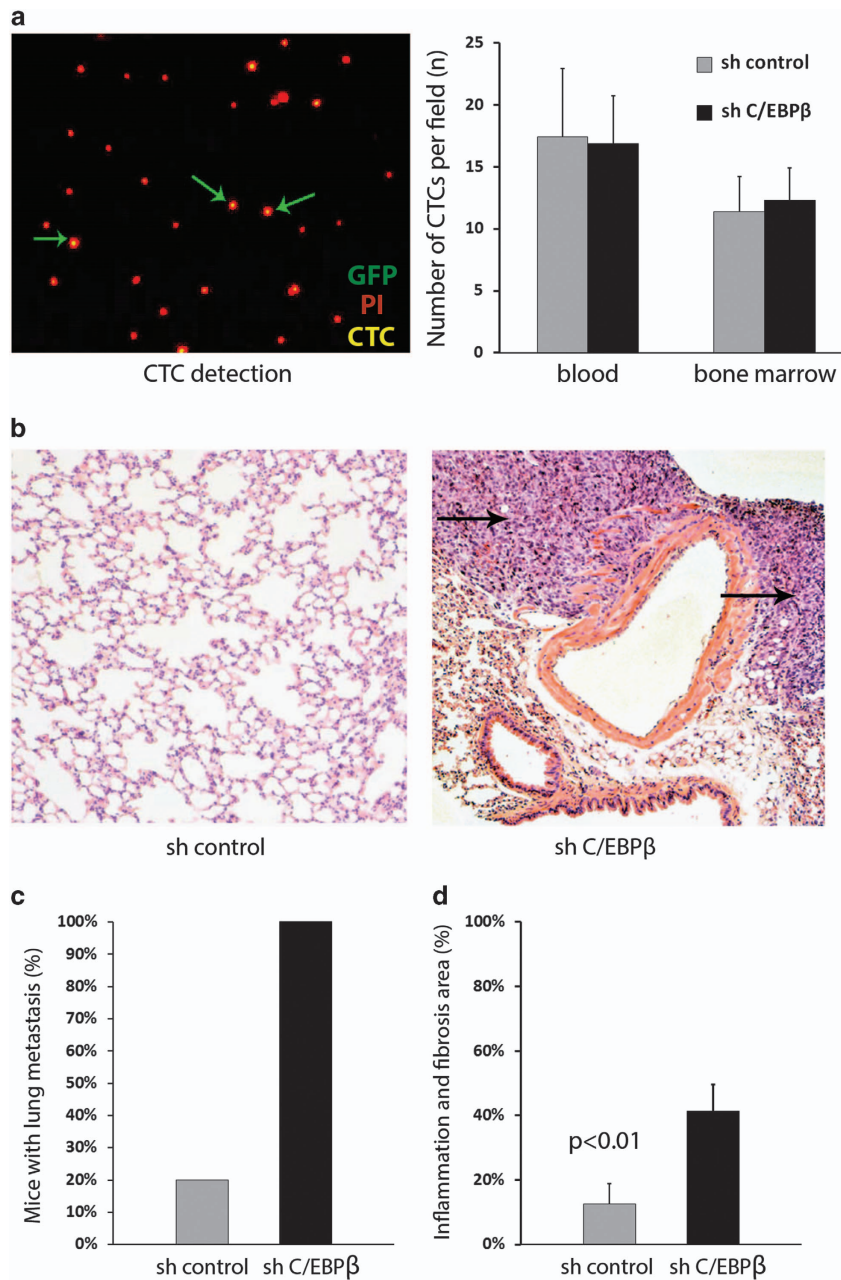 a
GFP
PI
CTC
CTC detection
Number of CTCs per field (n)
25
20
15
10
5
0
sh control
sh C/EBPβ
blood
bone marrow
b
sh control
sh C/EBPβ
c
Mice with lung metastasis (%)
100%
90%
80%
70%
60%
50%
40%
30%
20%
10%
0%
sh control
sh C/EBPβ
d
Inflammation and fibrosis area (%)
100%
80%
60%
40%
20%
0%
p<0.01
sh control
sh C/EBPβ